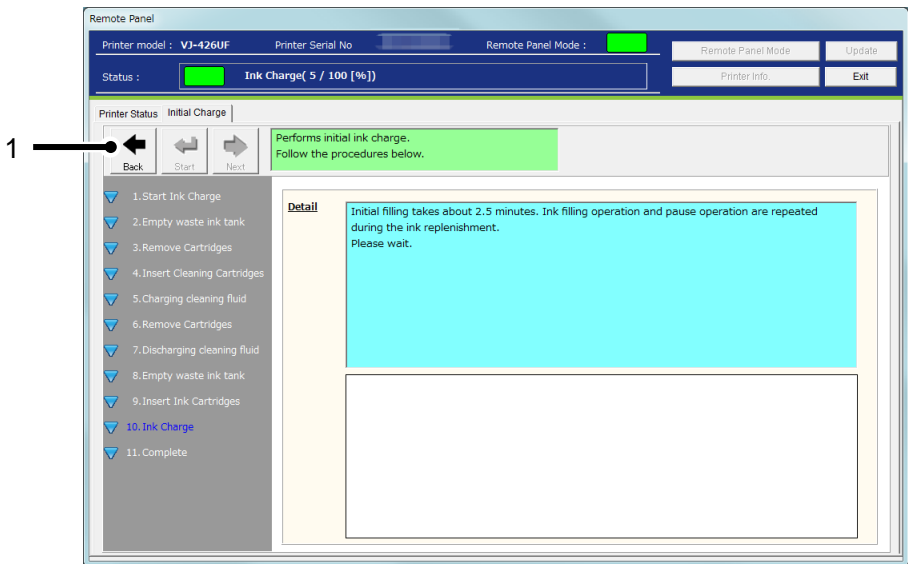 Remote Panel
Printer model : VJ-426UF Printer Serial No Remote Panel Mode :
Remote Panel Mode Update
Status : Ink Charge( 5 / 100 [%])
Printer Info. Exit
Printer Status Initial Charge
1
Back Start Next
Performs initial ink charge.
Follow the procedures below.
1.Start Ink Charge
2.Empty waste ink tank
3.Remove Cartridges
4.Insert Cleaning Cartridges
5.Charging cleaning fluid
6.Remove Cartridges
7.Discharging cleaning fluid
8.Empty waste ink tank
9.Insert Ink Cartridges
10.Ink Charge
11.Complete
Detail
Initial filling takes about 2.5 minutes. Ink filling operation and pause operation are repeated
during the ink replenishment.
Please wait.